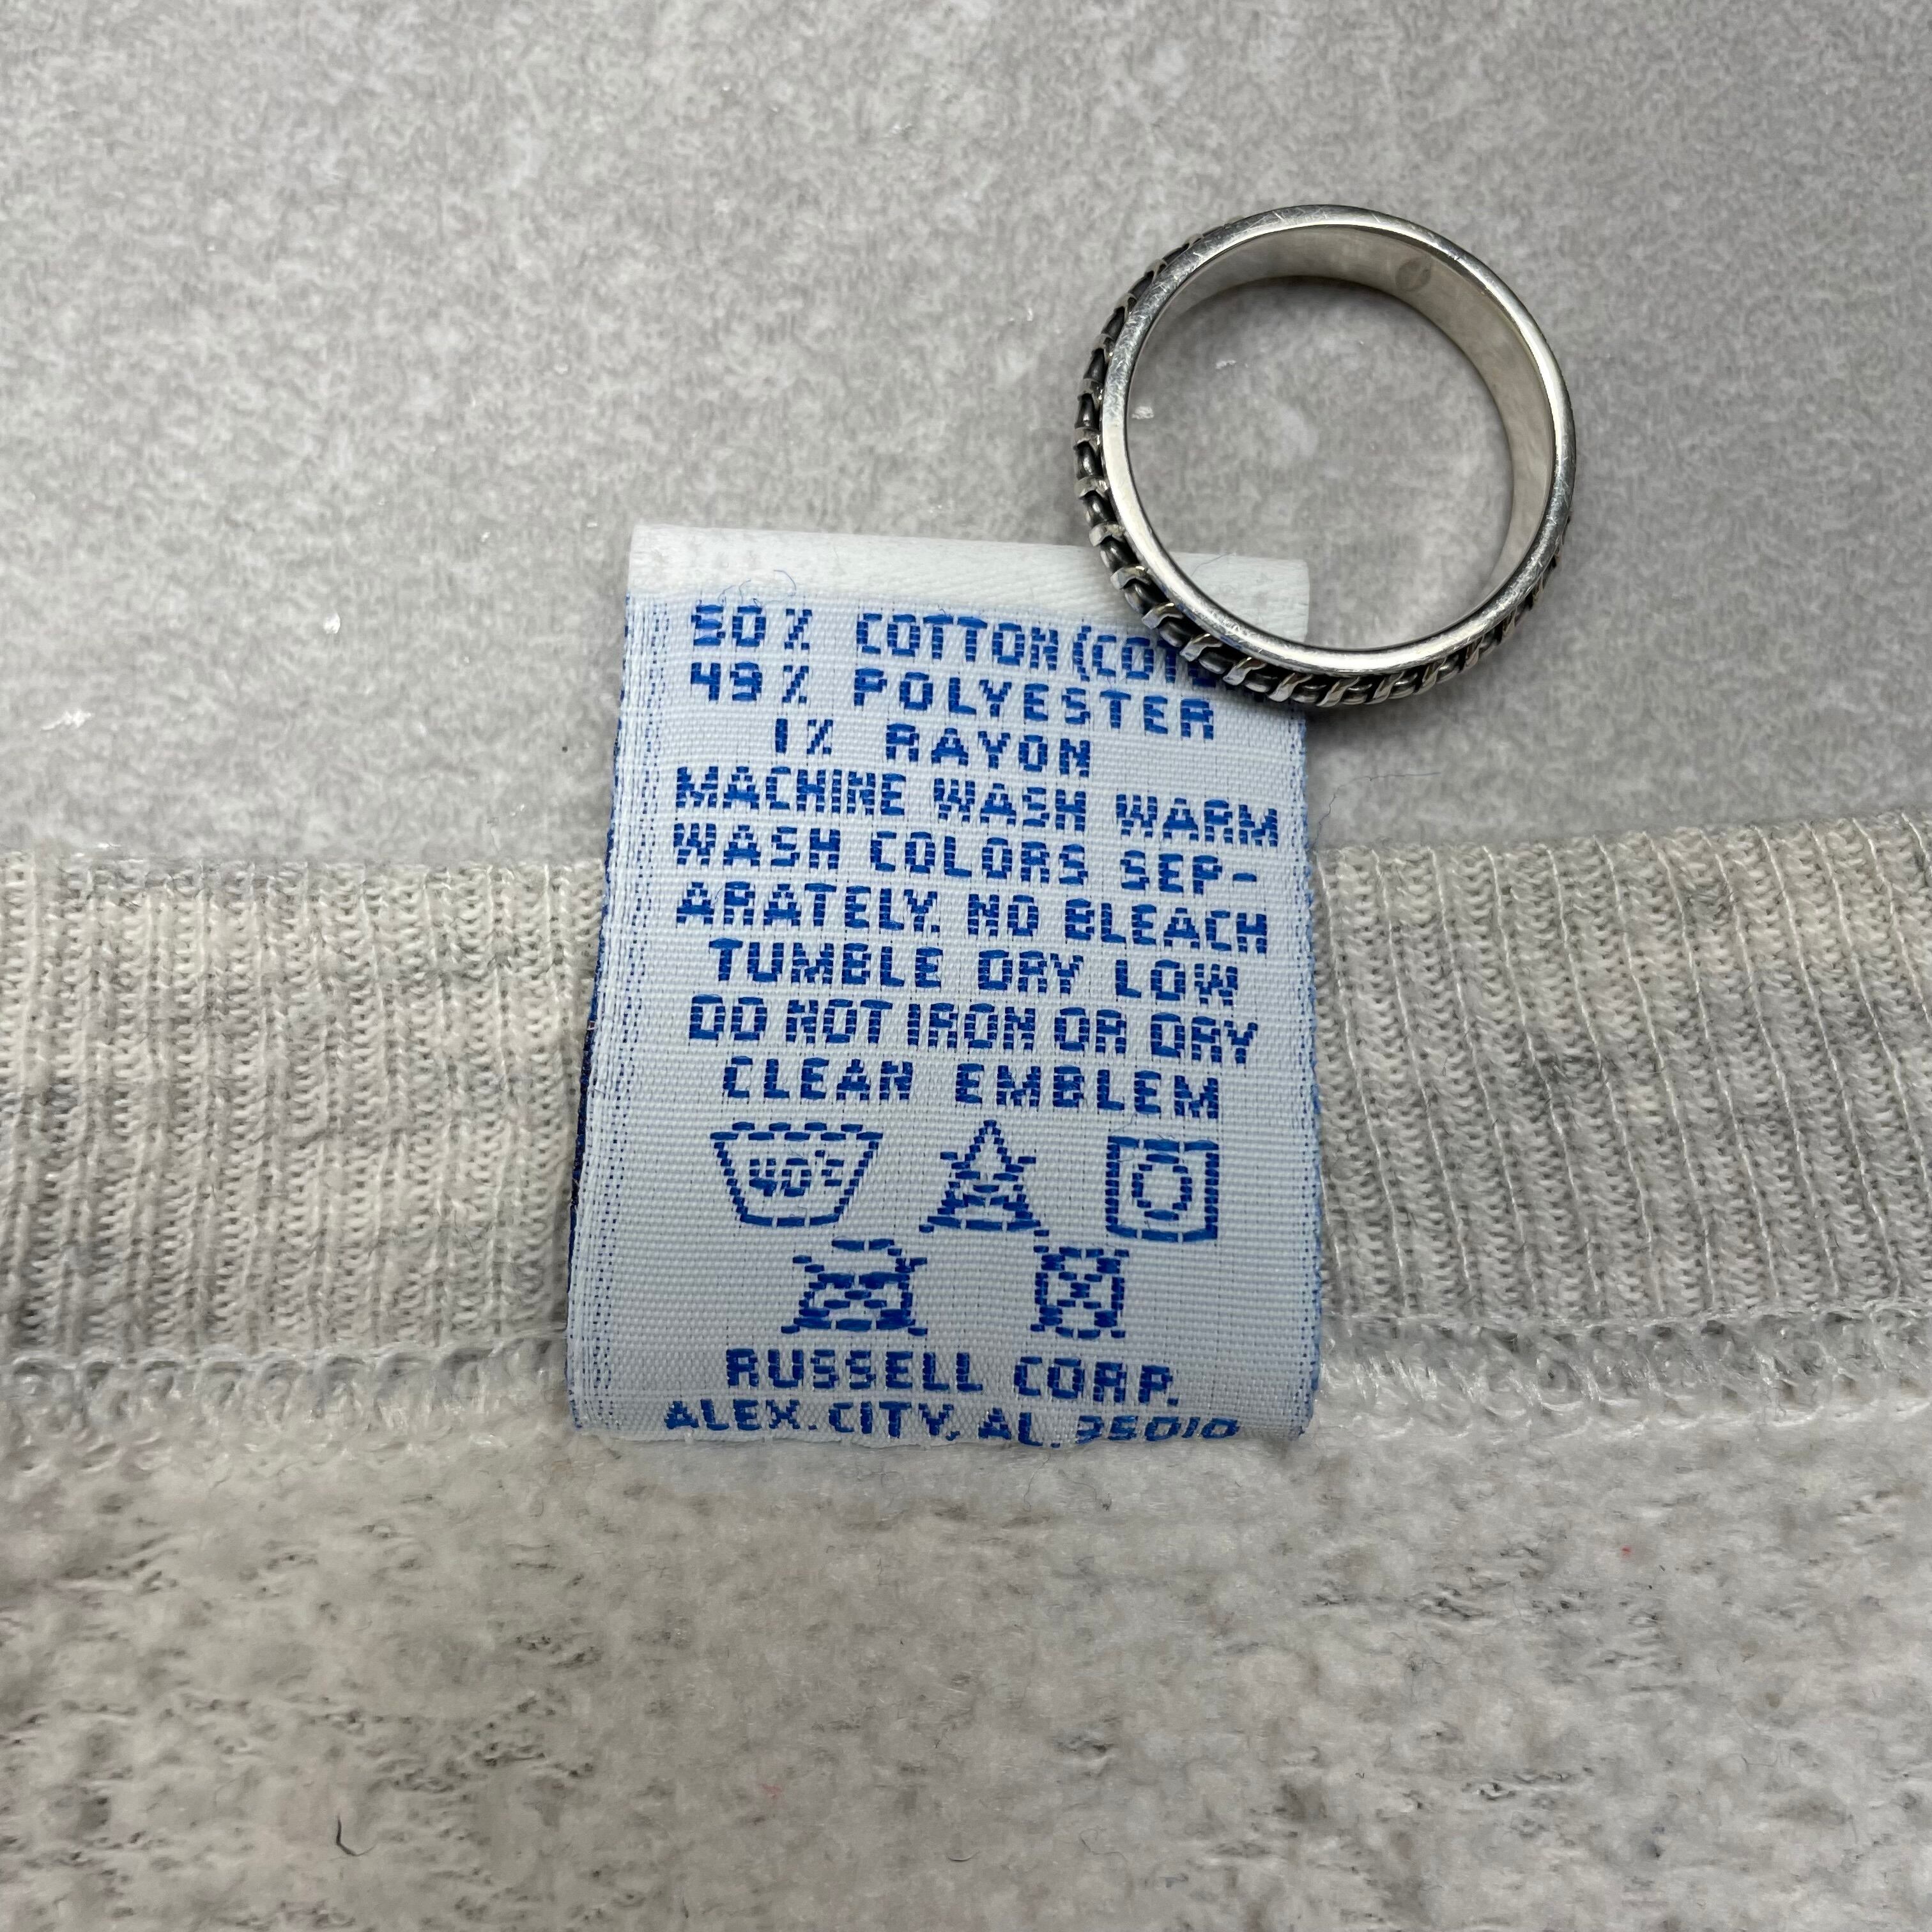 50% COTTON(
49% POLYESTER
1% RAYON
MACHINE WASH WARM
WASH COLORS SEP-
ARATELY. NO BLEACH
TUMBLE DRY LOW
DO NOT IRON OR DRY
CLEAN EMBLEM
40°C
RUSSELL CORP.
ALEX. CITY, AL. 35010